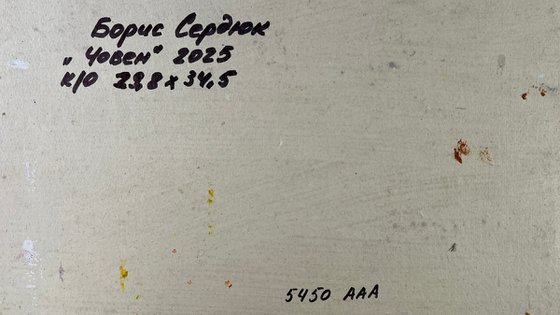 Борис Сердюк
„Човен" 2025
к/о 23,8 х 34,5
5450 ААА